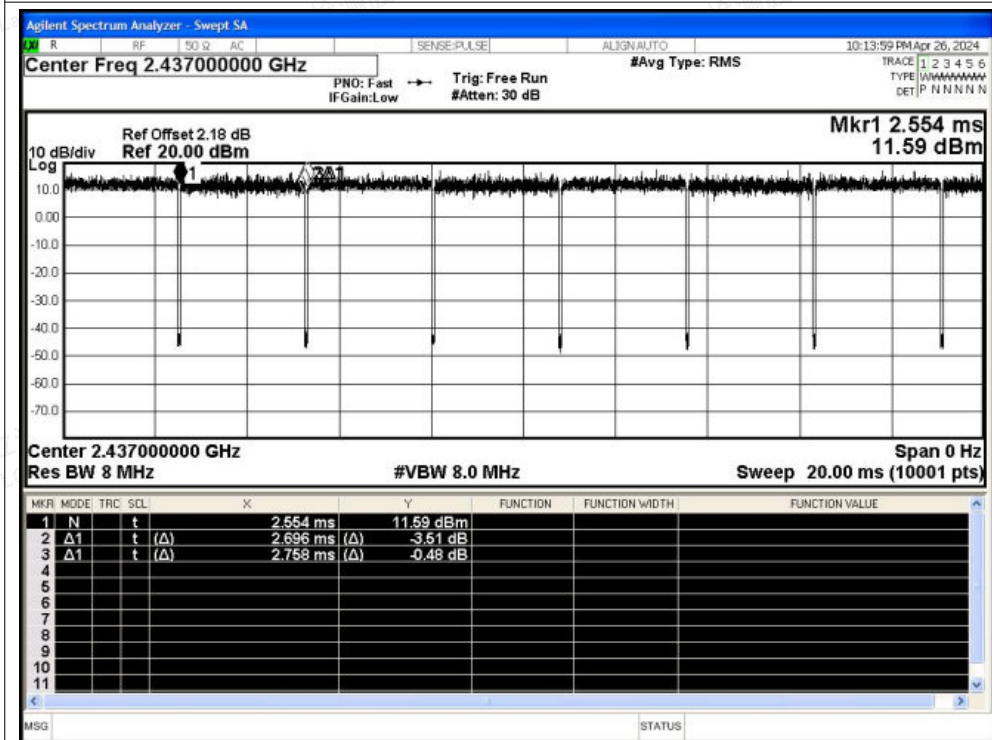 Agilent Spectrum Analyzer - Swept SA
LXI R RF 50 Ω AC SENSE:PULSE ALIGN AUTO 10:13:59 PM Apr 26, 2024
Center Freq 2.437000000 GHz #Avg Type: RMS TRACE 1 2 3 4 5 6
PNO: Fast Trig: Free Run TYPE
IFGain:Low #Atten: 30 dB DET P N N N N N
Mkr1 2.554 ms
Ref Offset 2.18 dB
10 dB/div Ref 20.00 dBm 11.59 dBm
Log
1 3Δ1
10.0
0.00
-10.0
-20.0
-30.0
-40.0
-50.0
-60.0
-70.0
Center 2.437000000 GHz Span 0 Hz
Res BW 8 MHz #VBW 8.0 MHz Sweep 20.00 ms (10001 pts)
MKR MODE TRC SCL X Y FUNCTION FUNCTION WIDTH FUNCTION VALUE
1 N t 2.554 ms 11.59 dBm
2 Δ1 t (Δ) 2.696 ms (Δ) -3.51 dB
3 Δ1 t (Δ) 2.758 ms (Δ) -0.48 dB
4
5
6
7
8
9
10
11
MSG STATUS